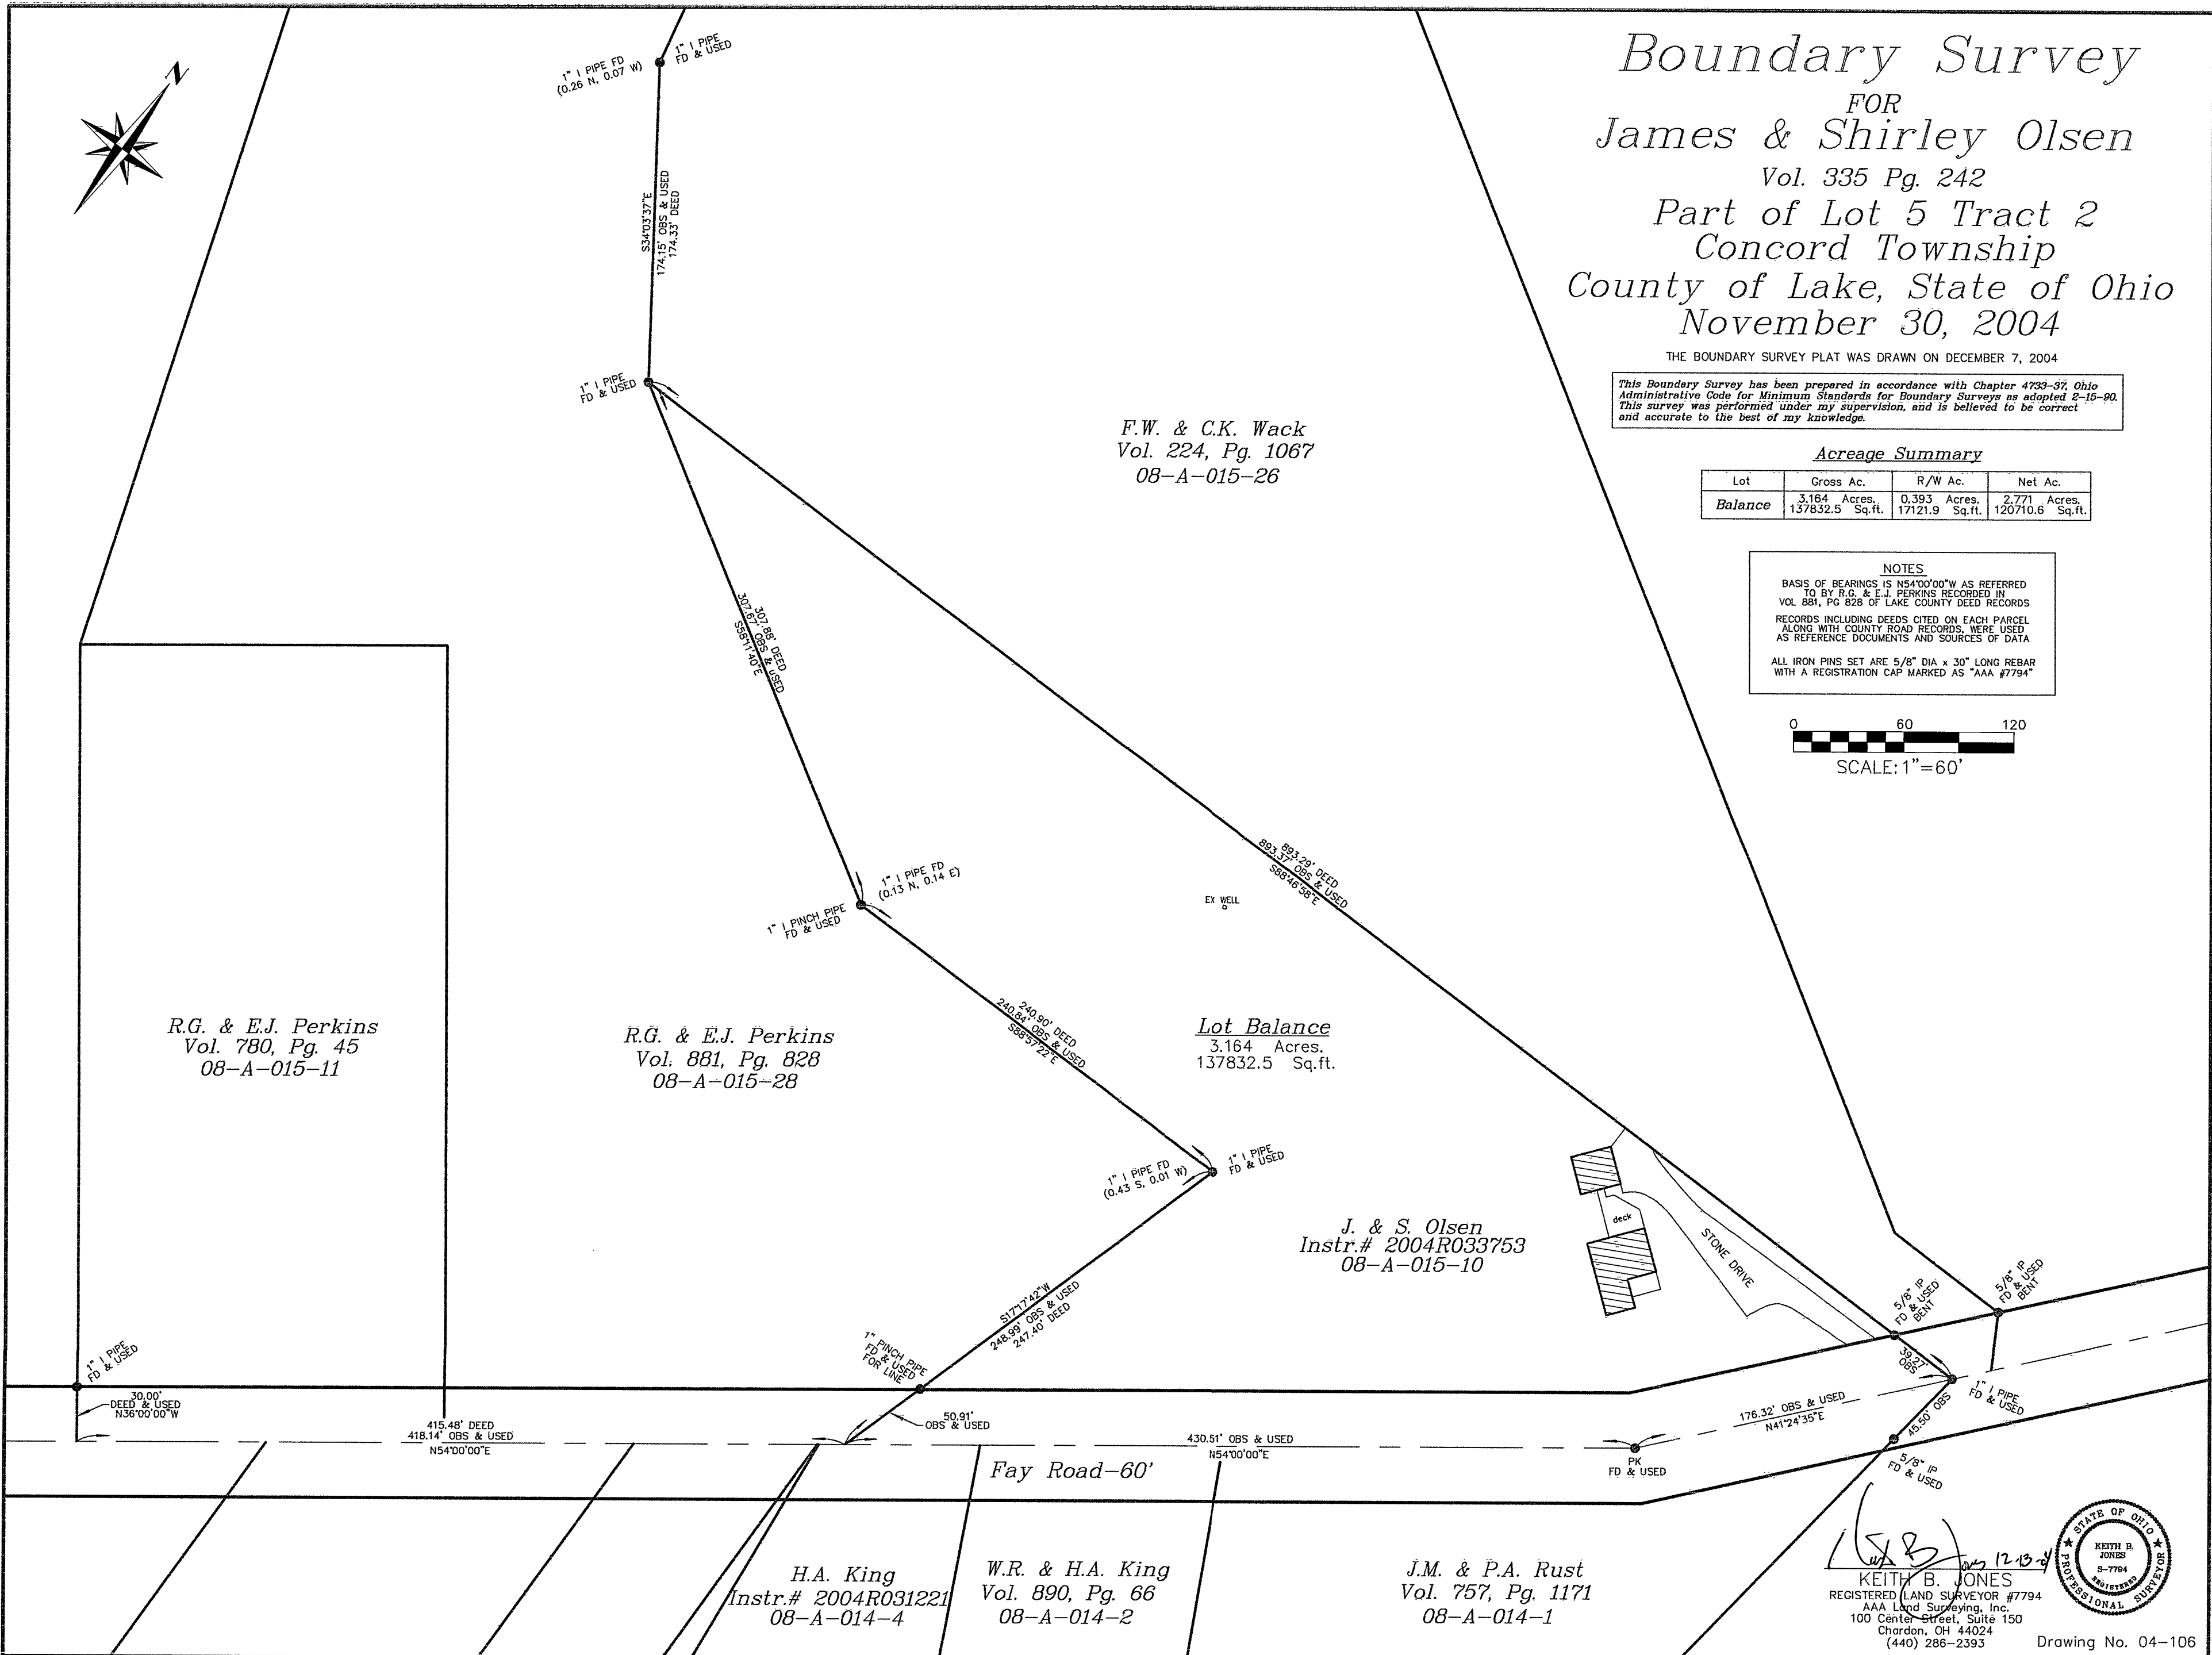 Boundary Survey
FOR
James & Shirley Olsen
Vol. 335 Pg. 242
Part of Lot 5 Tract 2
Concord Township
County of Lake, State of Ohio
November 30, 2004
THE BOUNDARY SURVEY PLAT WAS DRAWN ON DECEMBER 7, 2004
This Boundary Survey has been prepared in accordance with Chapter 4733-37, Ohio
Administrative Code for Minimum Standards for Boundary Surveys as adopted 2-15-90.
This survey was performed under my supervision, and is believed to be correct
and accurate to the best of my knowledge.
Acreage Summary
Lot Gross Ac. R/W Ac. Net Ac.
Balance 3.164 Acres. 0.393 Acres. 2.771 Acres.
137832.5 Sq.ft. 17121.9 Sq.ft. 120710.6 Sq.ft.
NOTES
BASIS OF BEARINGS IS N54°00'00"W AS REFERRED
TO BY R.G. & E.J. PERKINS RECORDED IN
VOL 881, PG 828 OF LAKE COUNTY DEED RECORDS
RECORDS INCLUDING DEEDS CITED ON EACH PARCEL
ALONG WITH COUNTY ROAD RECORDS, WERE USED
AS REFERENCE DOCUMENTS AND SOURCES OF DATA
ALL IRON PINS SET ARE 5/8" DIA x 30" LONG REBAR
WITH A REGISTRATION CAP MARKED AS "AAA #7794"
0 60 120
SCALE: 1"=60'
N
1" I PIPE FD
(0.26 N, 0.07 W)
1" I PIPE
FD & USED
S34°03'37"E
174.15' OBS & USED
174.33' DEED
1" I PIPE
FD & USED
F.W. & C.K. Wack
Vol. 224, Pg. 1067
08-A-015-26
307.88' DEED
307.67' OBS & USED
S58°11'40"E
893.29' DEED
893.37' OBS & USED
S88°46'58"E
1" I PIPE FD
(0.13 N, 0.14 E)
1" I PINCH PIPE
FD & USED
EX WELL
240.90' DEED
240.84' OBS & USED
S88°57'22"E
R.G. & E.J. Perkins
Vol. 780, Pg. 45
08-A-015-11
R.G. & E.J. Perkins
Vol. 881, Pg. 828
08-A-015-28
Lot Balance
3.164 Acres.
137832.5 Sq.ft.
1" I PIPE FD
(0.43 S, 0.01 W)
1" I PIPE
FD & USED
J. & S. Olsen
Instr.# 2004R033753
08-A-015-10
deck
STONE DRIVE
S17°17'42"W
248.99' OBS & USED
247.40' DEED
5/8" IP
FD & USED
BENT
5/8" IP
FD & USED
BENT
1" I PIPE
FD & USED
1" PINCH PIPE
FD & USED
FOR LINE
39.27'
OBS
1" I PIPE
FD & USED
30.00'
DEED & USED
N36°00'00"W
415.48' DEED
418.14' OBS & USED
N54°00'00"E
50.91'
OBS & USED
430.51' OBS & USED
N54°00'00"E
176.32' OBS & USED
N41°24'35"E
45.50' OBS
PK
FD & USED
5/8" IP
FD & USED
Fay Road-60'
H.A. King
Instr.# 2004R031221
08-A-014-4
W.R. & H.A. King
Vol. 890, Pg. 66
08-A-014-2
J.M. & P.A. Rust
Vol. 757, Pg. 1171
08-A-014-1
12-13-04
KEITH B. JONES
REGISTERED LAND SURVEYOR #7794
AAA Land Surveying, Inc.
100 Center Street, Suite 150
Chardon, OH 44024
(440) 286-2393
STATE OF OHIO
KEITH B.
JONES
S-7794
REGISTERED
PROFESSIONAL SURVEYOR
Drawing No. 04-106